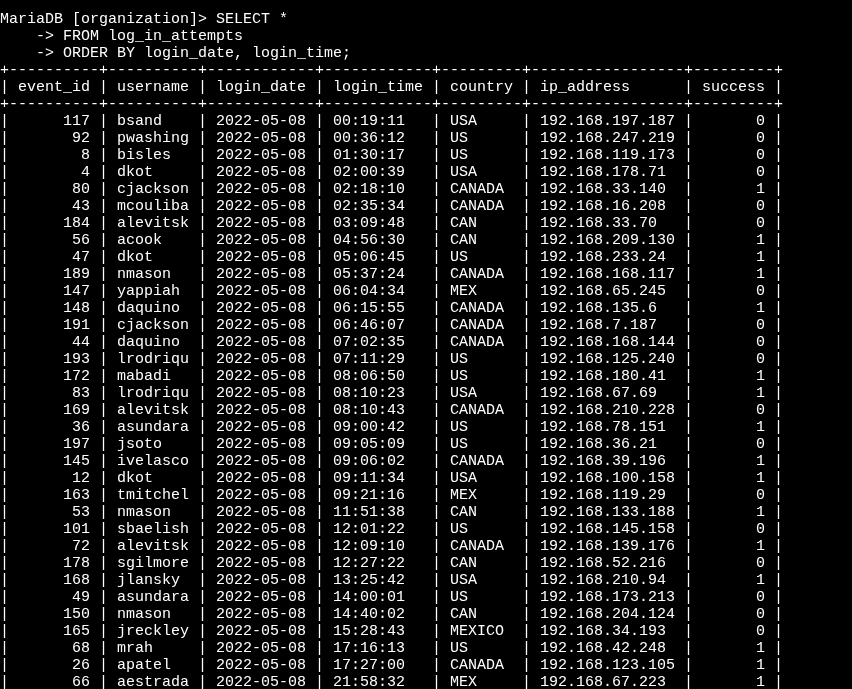 MariaDB [organization]> SELECT *
    -> FROM log_in_attempts
    -> ORDER BY login_date, login_time;
+----------+----------+------------+------------+---------+-----------------+---------+
| event_id | username | login_date | login_time | country | ip_address      | success |
+----------+----------+------------+------------+---------+-----------------+---------+
|      117 | bsand    | 2022-05-08 | 00:19:11   | USA     | 192.168.197.187 |       0 |
|       92 | pwashing | 2022-05-08 | 00:36:12   | US      | 192.168.247.219 |       0 |
|        8 | bisles   | 2022-05-08 | 01:30:17   | US      | 192.168.119.173 |       0 |
|        4 | dkot     | 2022-05-08 | 02:00:39   | USA     | 192.168.178.71  |       0 |
|       80 | cjackson | 2022-05-08 | 02:18:10   | CANADA  | 192.168.33.140  |       1 |
|       43 | mcouliba | 2022-05-08 | 02:35:34   | CANADA  | 192.168.16.208  |       0 |
|      184 | alevitsk | 2022-05-08 | 03:09:48   | CAN     | 192.168.33.70   |       0 |
|       56 | acook    | 2022-05-08 | 04:56:30   | CAN     | 192.168.209.130 |       1 |
|       47 | dkot     | 2022-05-08 | 05:06:45   | US      | 192.168.233.24  |       1 |
|      189 | nmason   | 2022-05-08 | 05:37:24   | CANADA  | 192.168.168.117 |       1 |
|      147 | yappiah  | 2022-05-08 | 06:04:34   | MEX     | 192.168.65.245  |       0 |
|      148 | daquino  | 2022-05-08 | 06:15:55   | CANADA  | 192.168.135.6   |       1 |
|      191 | cjackson | 2022-05-08 | 06:46:07   | CANADA  | 192.168.7.187   |       0 |
|       44 | daquino  | 2022-05-08 | 07:02:35   | CANADA  | 192.168.168.144 |       0 |
|      193 | lrodriqu | 2022-05-08 | 07:11:29   | US      | 192.168.125.240 |       0 |
|      172 | mabadi   | 2022-05-08 | 08:06:50   | US      | 192.168.180.41  |       1 |
|       83 | lrodriqu | 2022-05-08 | 08:10:23   | USA     | 192.168.67.69   |       1 |
|      169 | alevitsk | 2022-05-08 | 08:10:43   | CANADA  | 192.168.210.228 |       0 |
|       36 | asundara | 2022-05-08 | 09:00:42   | US      | 192.168.78.151  |       1 |
|      197 | jsoto    | 2022-05-08 | 09:05:09   | US      | 192.168.36.21   |       0 |
|      145 | ivelasco | 2022-05-08 | 09:06:02   | CANADA  | 192.168.39.196  |       1 |
|       12 | dkot     | 2022-05-08 | 09:11:34   | USA     | 192.168.100.158 |       1 |
|      163 | tmitchel | 2022-05-08 | 09:21:16   | MEX     | 192.168.119.29  |       0 |
|       53 | nmason   | 2022-05-08 | 11:51:38   | CAN     | 192.168.133.188 |       1 |
|      101 | sbaelish | 2022-05-08 | 12:01:22   | US      | 192.168.145.158 |       0 |
|       72 | alevitsk | 2022-05-08 | 12:09:10   | CANADA  | 192.168.139.176 |       1 |
|      178 | sgilmore | 2022-05-08 | 12:27:22   | CAN     | 192.168.52.216  |       0 |
|      168 | jlansky  | 2022-05-08 | 13:25:42   | USA     | 192.168.210.94  |       1 |
|       49 | asundara | 2022-05-08 | 14:00:01   | US      | 192.168.173.213 |       0 |
|      150 | nmason   | 2022-05-08 | 14:40:02   | CAN     | 192.168.204.124 |       0 |
|      165 | jreckley | 2022-05-08 | 15:28:43   | MEXICO  | 192.168.34.193  |       0 |
|       68 | mrah     | 2022-05-08 | 17:16:13   | US      | 192.168.42.248  |       1 |
|       26 | apatel   | 2022-05-08 | 17:27:00   | CANADA  | 192.168.123.105 |       1 |
|       66 | aestrada | 2022-05-08 | 21:58:32   | MEX     | 192.168.67.223  |       1 |